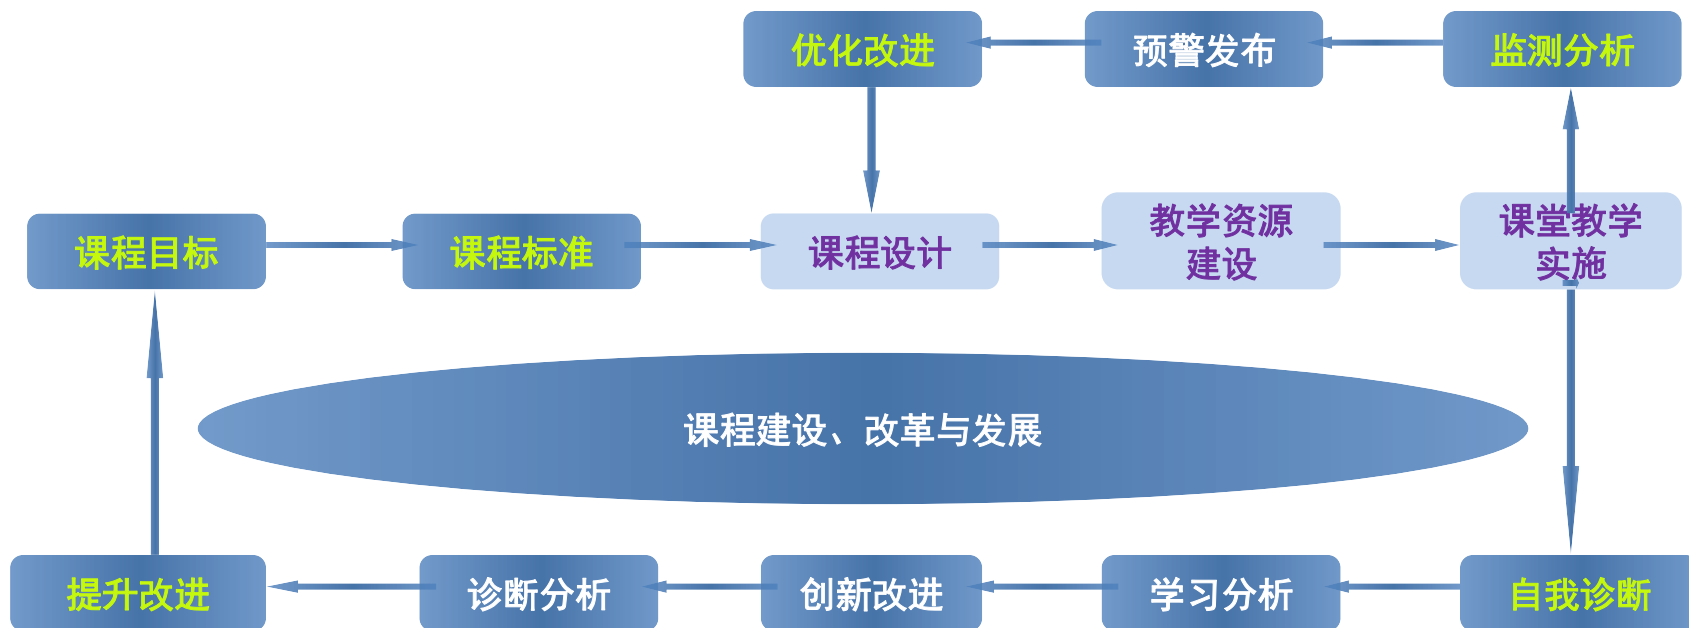 优化改进
预警发布
监测分析
课程目标
课程标准
课程设计
教学资源
建设
课堂教学
实施
课程建设、改革与发展
提升改进
诊断分析
创新改进
学习分析
自我诊断